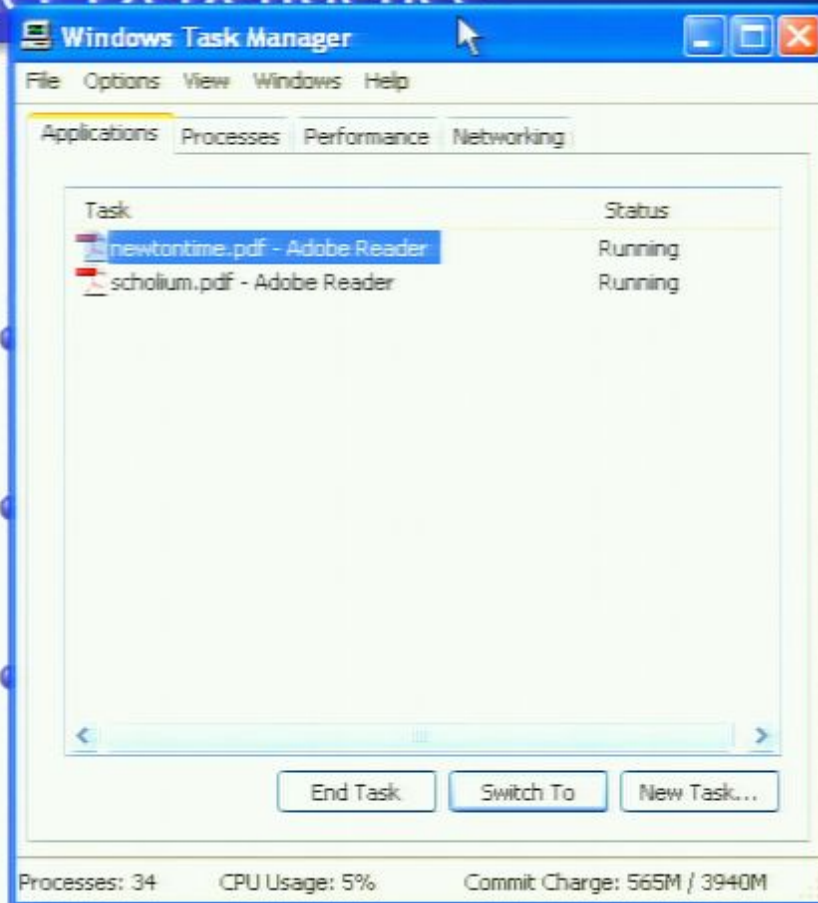 Windows Task Manager
File Options View Windows Help
Applications Processes Performance Networking
Task Status
newtontime.pdf - Adobe Reader Running
scholium.pdf - Adobe Reader Running
End Task Switch To New Task...
Processes: 34 CPU Usage: 5% Commit Charge: 565M / 3940M